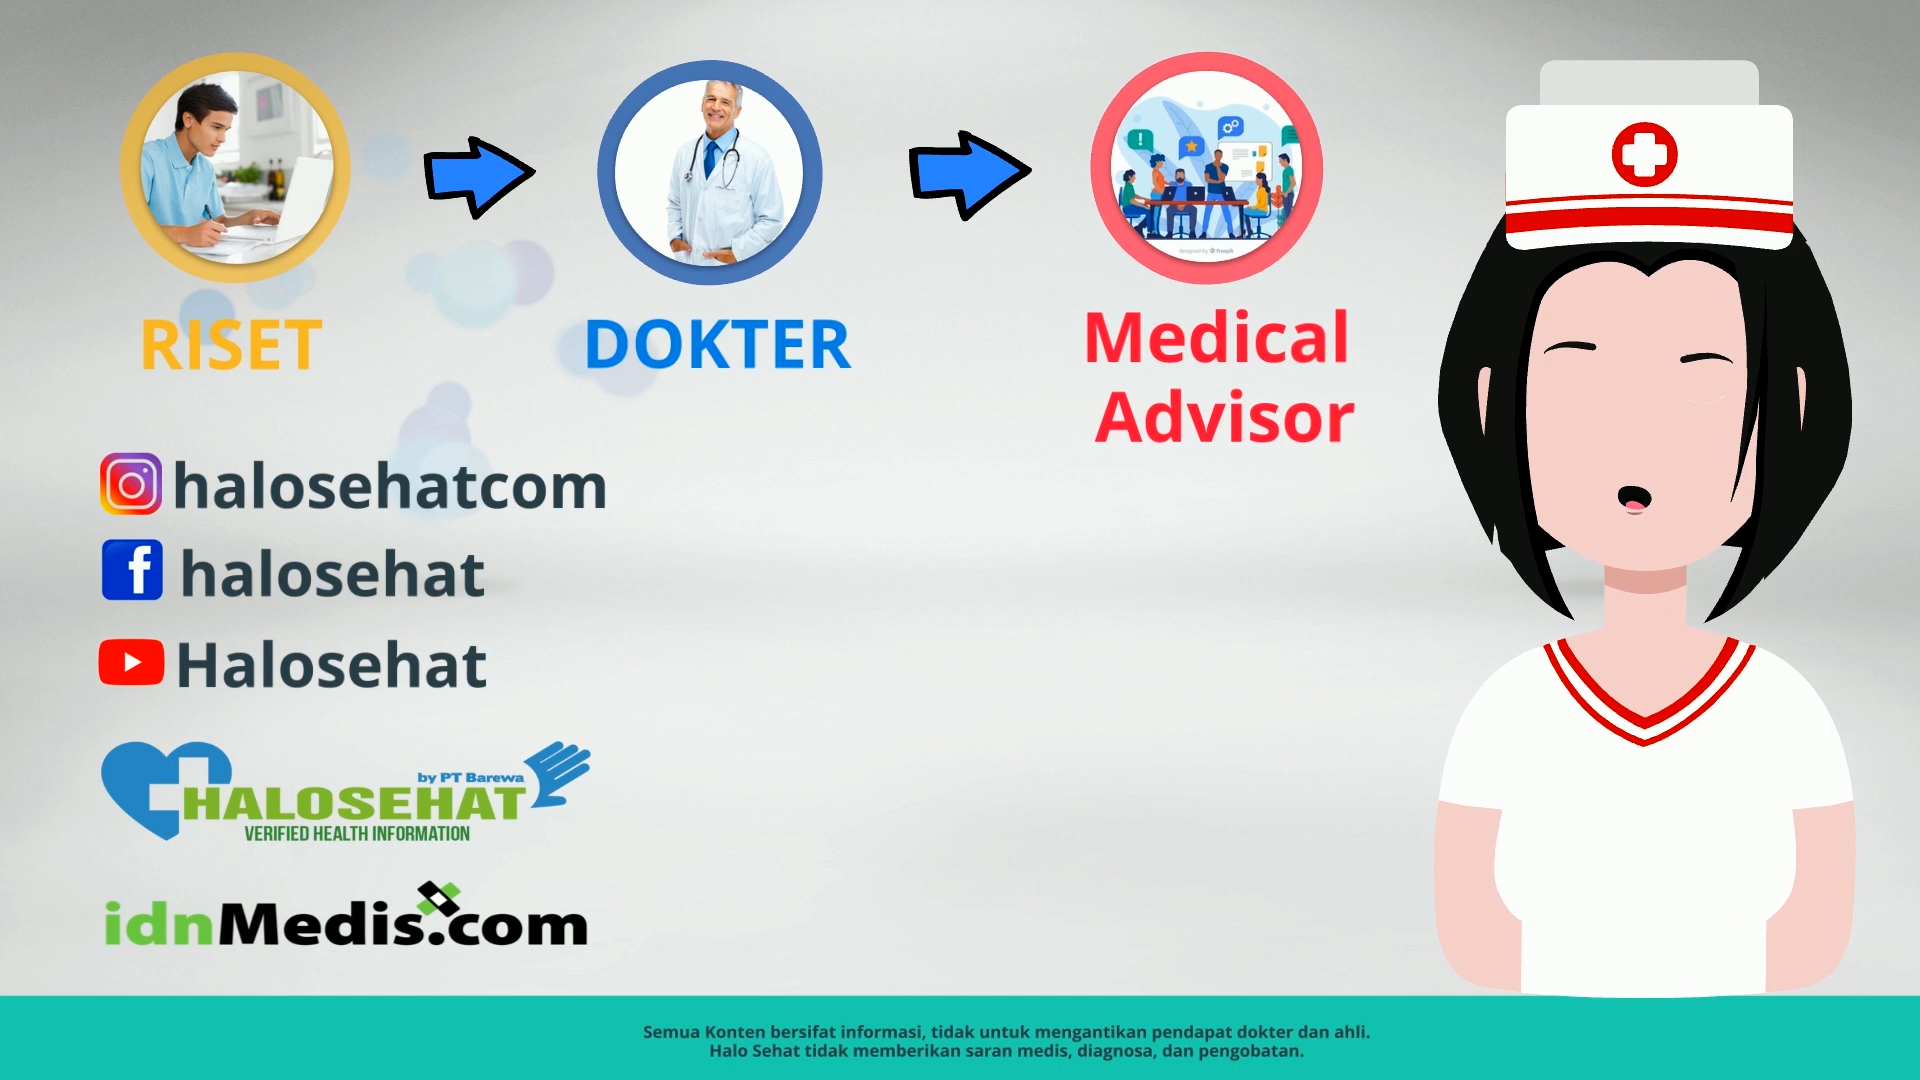 RISET
DOKTER
Medical
Advisor
halosehatcom
halosehat
Halosehat
by PT Barewa
HALOSEHAT
VERIFIED HEALTH INFORMATION
idnMedis.com
Semua Konten bersifat informasi, tidak untuk mengantikan pendapat dokter dan ahli.
Halo Sehat tidak memberikan saran medis, diagnosa, dan pengobatan.